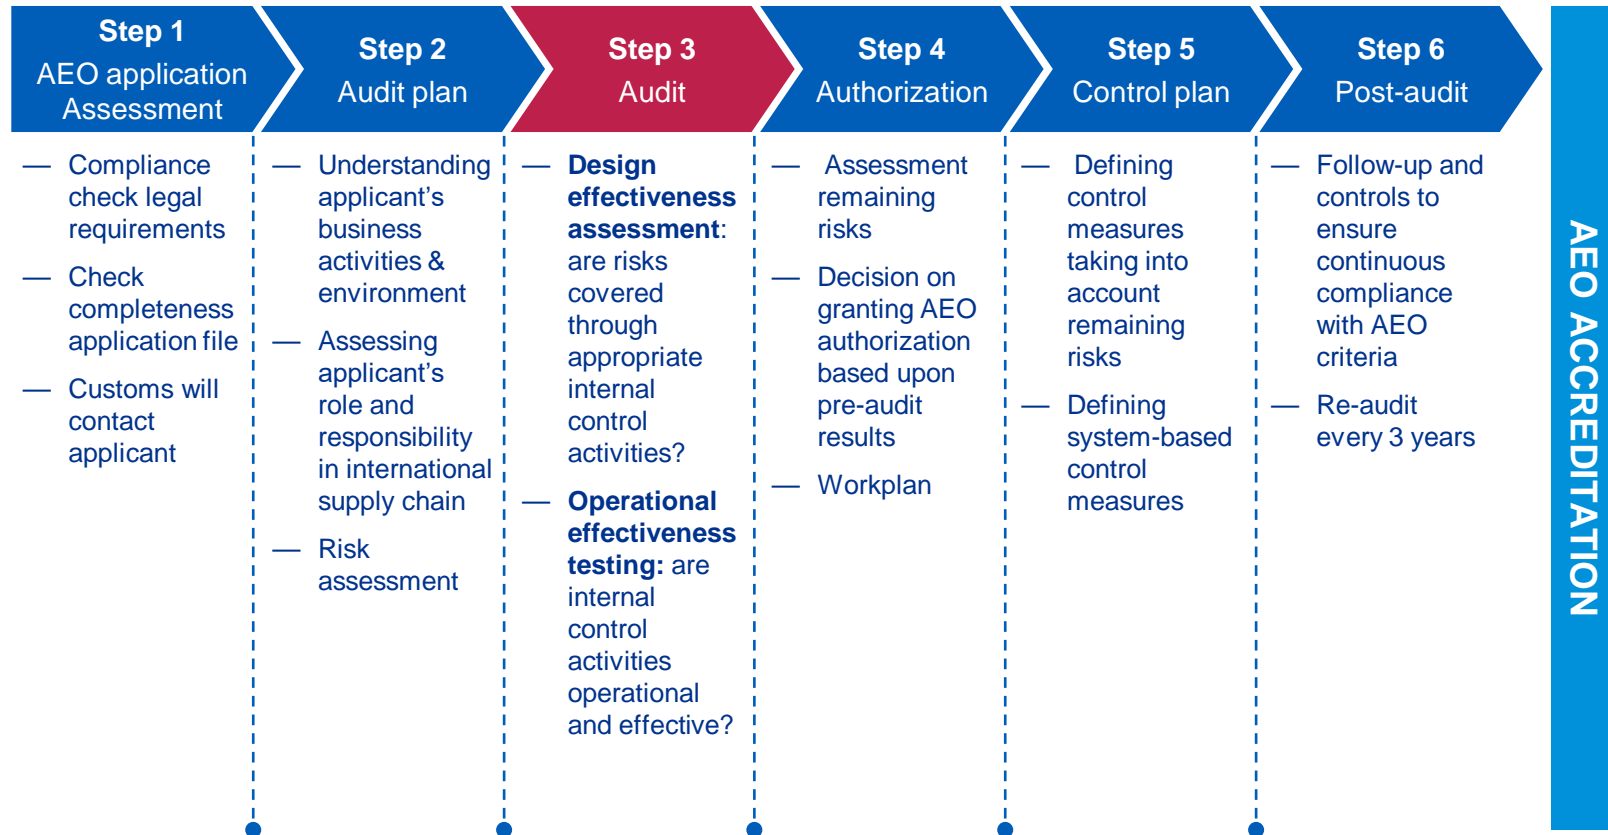 Step 1
AEO application
Assessment
Step 2
Audit plan
Step 3
Audit
Step 4
Authorization
Step 5
Control plan
Step 6
Post-audit
— Compliance
check legal
requirements
— Check
completeness
application file
— Customs will
contact
applicant
— Understanding
applicant’s
business
activities &
environment
— Assessing
applicant’s
role and
responsibility
in international
supply chain
— Risk
assessment
— Design
effectiveness
assessment:
are risks
covered
through
appropriate
internal
control
activities?
— Operational
effectiveness
testing: are
internal
control
activities
operational
and effective?
— Assessment
remaining
risks
— Decision on
granting AEO
authorization
based upon
pre-audit
results
— Workplan
— Defining
control
measures
taking into
account
remaining
risks
— Defining
system-based
control
measures
— Follow-up and
controls to
ensure
continuous
compliance
with AEO
criteria
— Re-audit
every 3 years
AEO ACCREDITATION